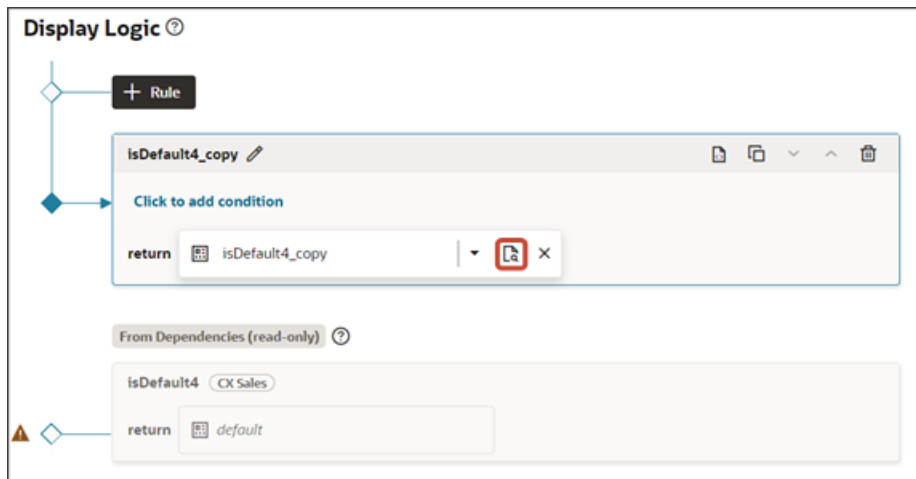 Display Logic ?
+ Rule
isDefault4_copy
Click to add condition
return isDefault4_copy
From Dependencies (read-only) ?
isDefault4 CX Sales
return default